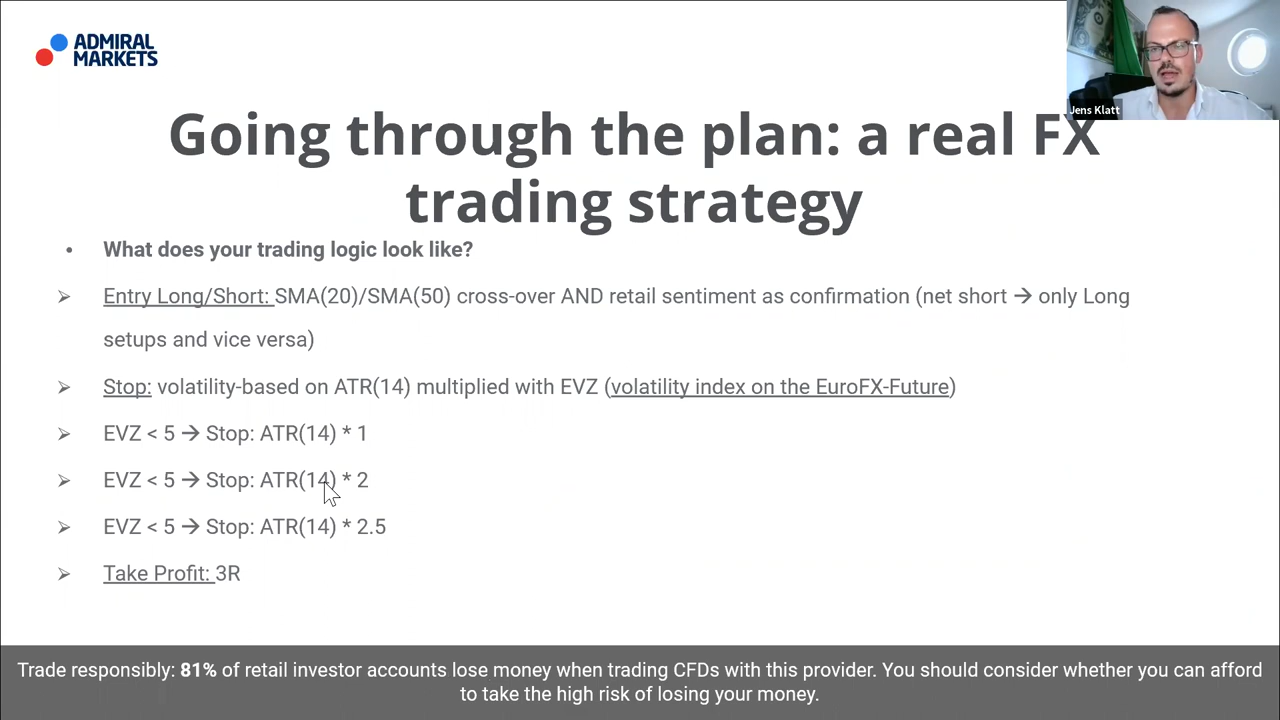 ADMIRAL
MARKETS
Jens Klatt
Going through the plan: a real FX
trading strategy
• What does your trading logic look like?
➢ Entry Long/Short: SMA(20)/SMA(50) cross-over AND retail sentiment as confirmation (net short → only Long
setups and vice versa)
➢ Stop: volatility-based on ATR(14) multiplied with EVZ (volatility index on the EuroFX-Future)
➢ EVZ < 5 → Stop: ATR(14) * 1
➢ EVZ < 5 → Stop: ATR(14) * 2
➢ EVZ < 5 → Stop: ATR(14) * 2.5
➢ Take Profit: 3R
Trade responsibly: 81% of retail investor accounts lose money when trading CFDs with this provider. You should consider whether you can afford
to take the high risk of losing your money.